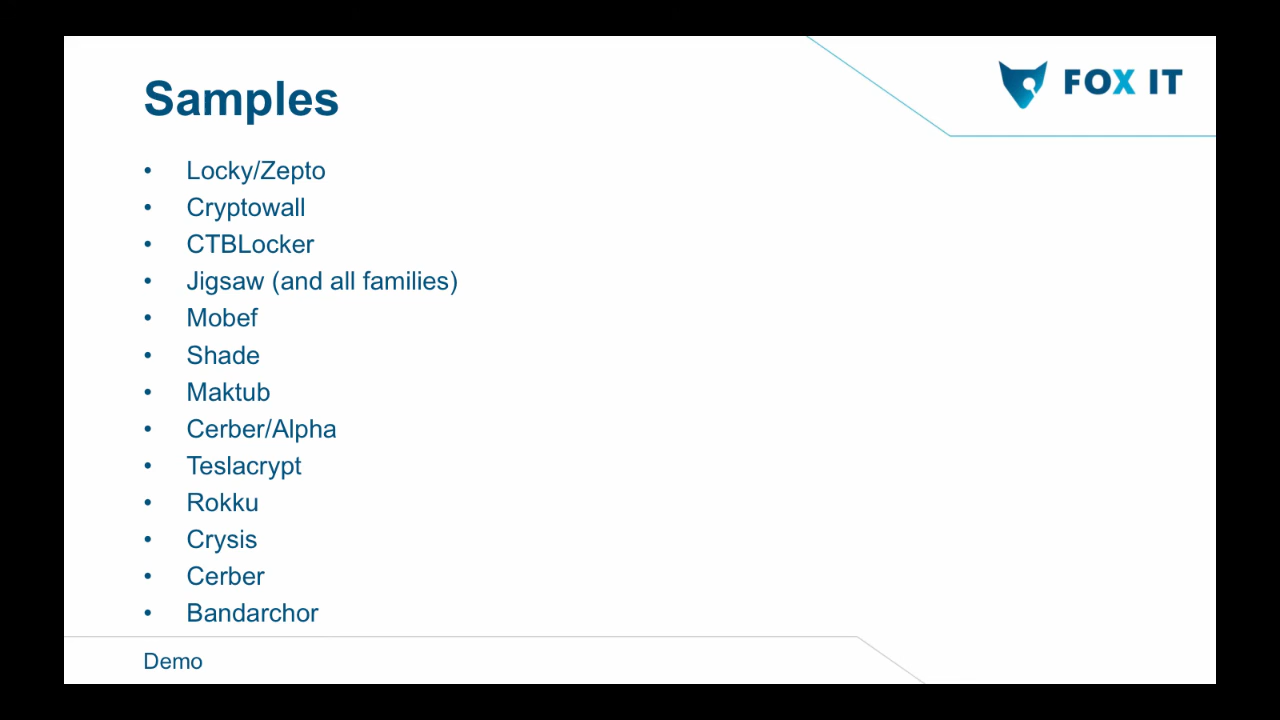 FOX IT
Samples
• Locky/Zepto
• Cryptowall
• CTBLocker
• Jigsaw (and all families)
• Mobef
• Shade
• Maktub
• Cerber/Alpha
• Teslacrypt
• Rokku
• Crysis
• Cerber
• Bandarchor
Demo